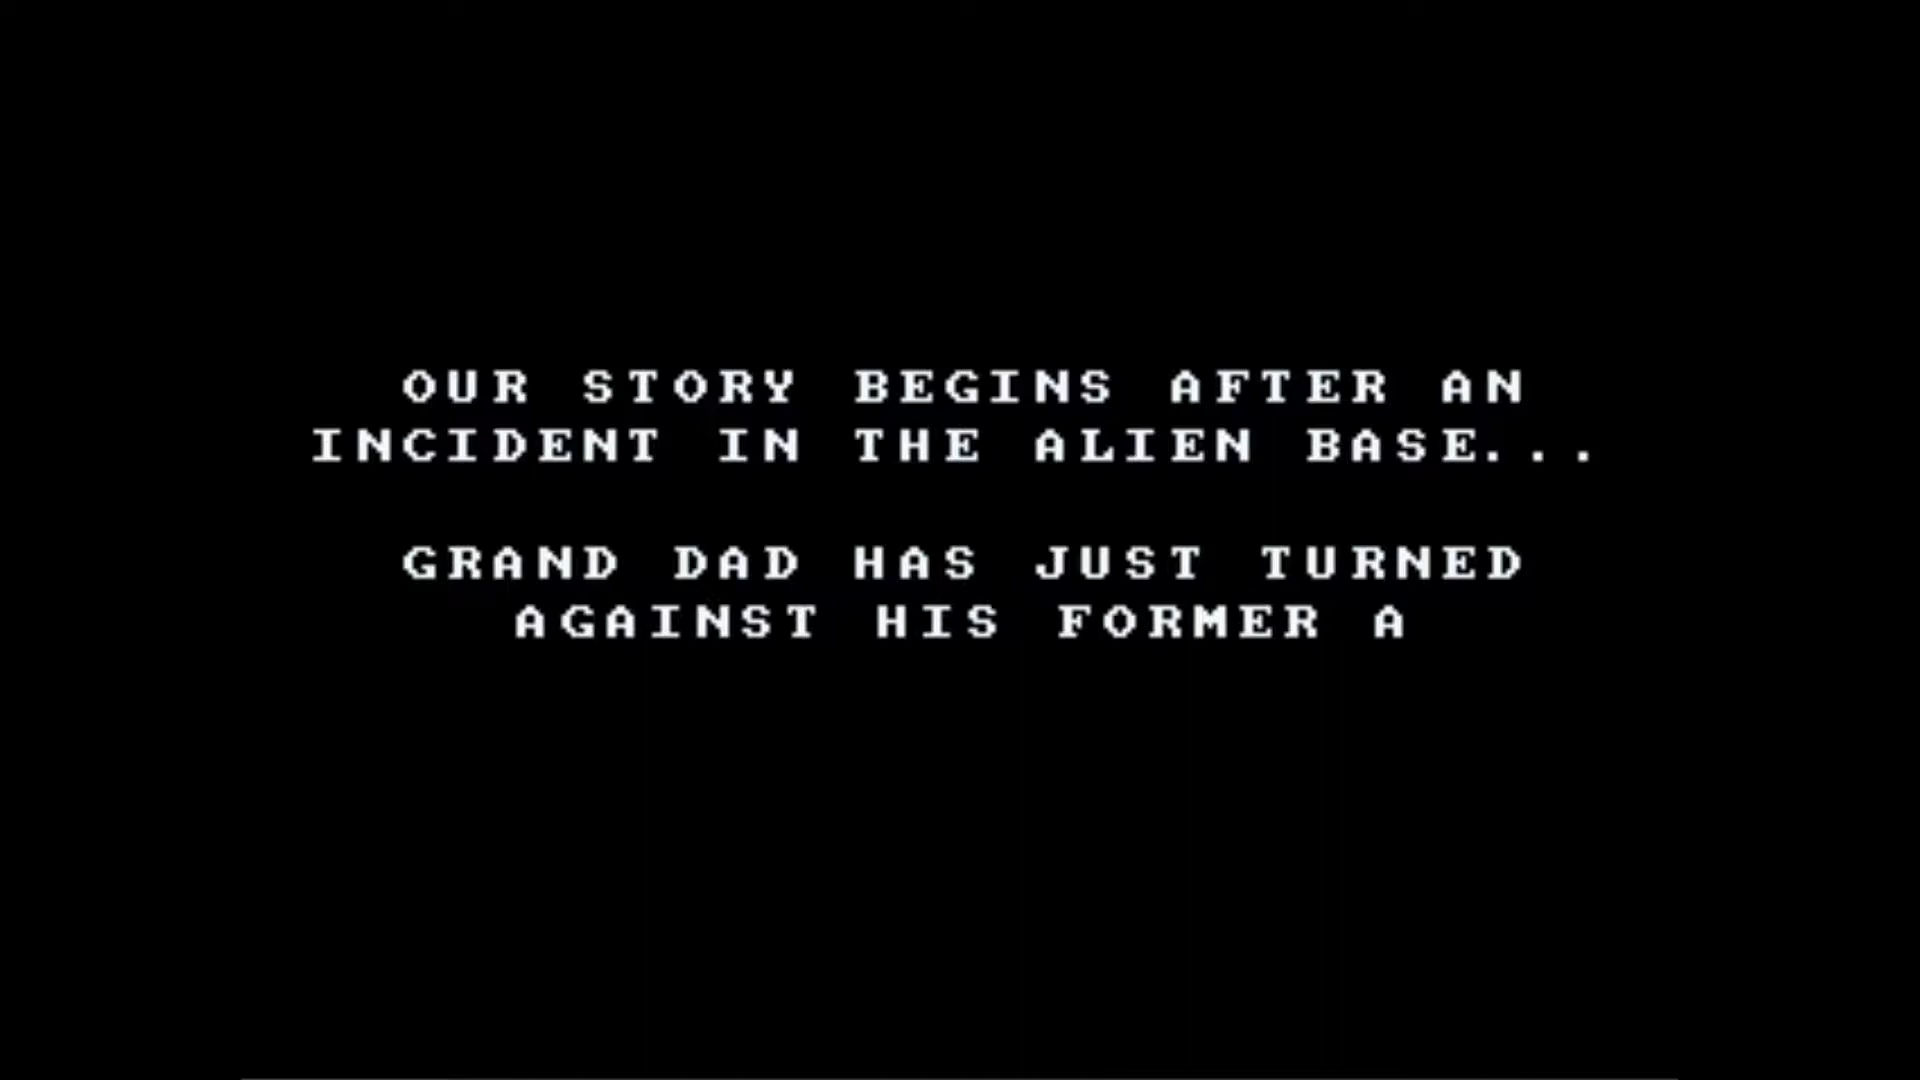 OUR STORY BEGINS AFTER AN
INCIDENT IN THE ALIEN BASE...
GRAND DAD HAS JUST TURNED
AGAINST HIS FORMER A